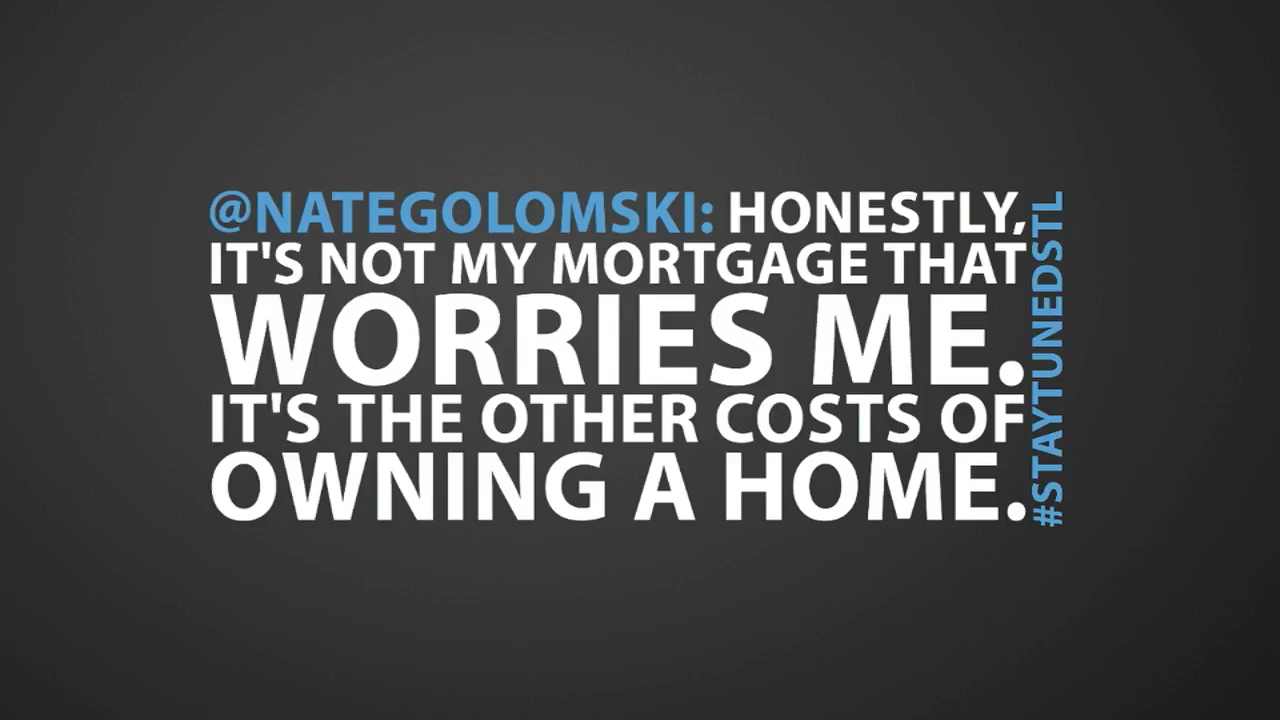 @NATEGOLOMSKI: HONESTLY,
IT'S NOT MY MORTGAGE THAT
WORRIES ME.
IT'S THE OTHER COSTS OF
OWNING A HOME.
#STAYTUNEDSTL